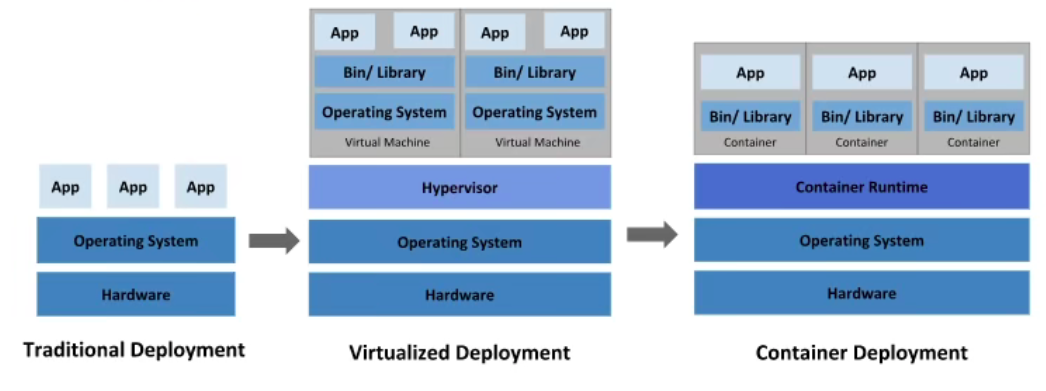 App App App
Operating System
Hardware
Traditional Deployment
App App App App
Bin/ Library Bin/ Library
Operating System Operating System
Virtual Machine Virtual Machine
Hypervisor
Operating System
Hardware
Virtualized Deployment
App App App
Bin/ Library Bin/ Library Bin/ Library
Container Container Container
Container Runtime
Operating System
Hardware
Container Deployment